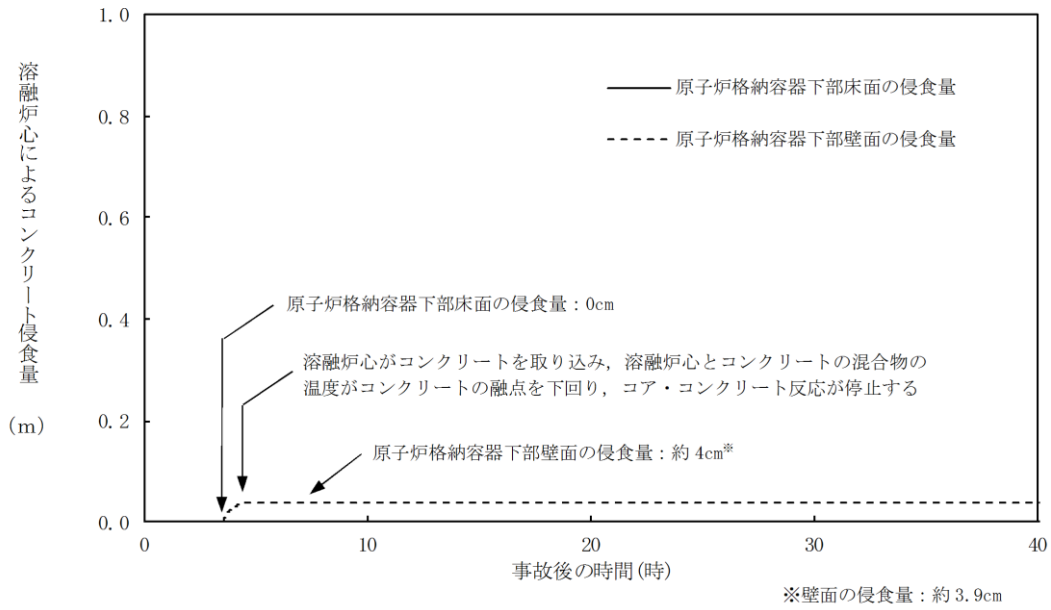 溶融炉心によるコンクリート侵食量
(m)
1.0
0.8
0.6
0.4
0.2
0.0
原子炉格納容器下部床面の侵食量
原子炉格納容器下部壁面の侵食量
原子炉格納容器下部床面の侵食量：0cm
溶融炉心がコンクリートを取り込み，溶融炉心とコンクリートの混合物の
温度がコンクリートの融点を下回り，コア・コンクリート反応が停止する
原子炉格納容器下部壁面の侵食量：約 4cm※
0
10
20
30
40
事故後の時間(時)
※壁面の侵食量：約 3.9cm